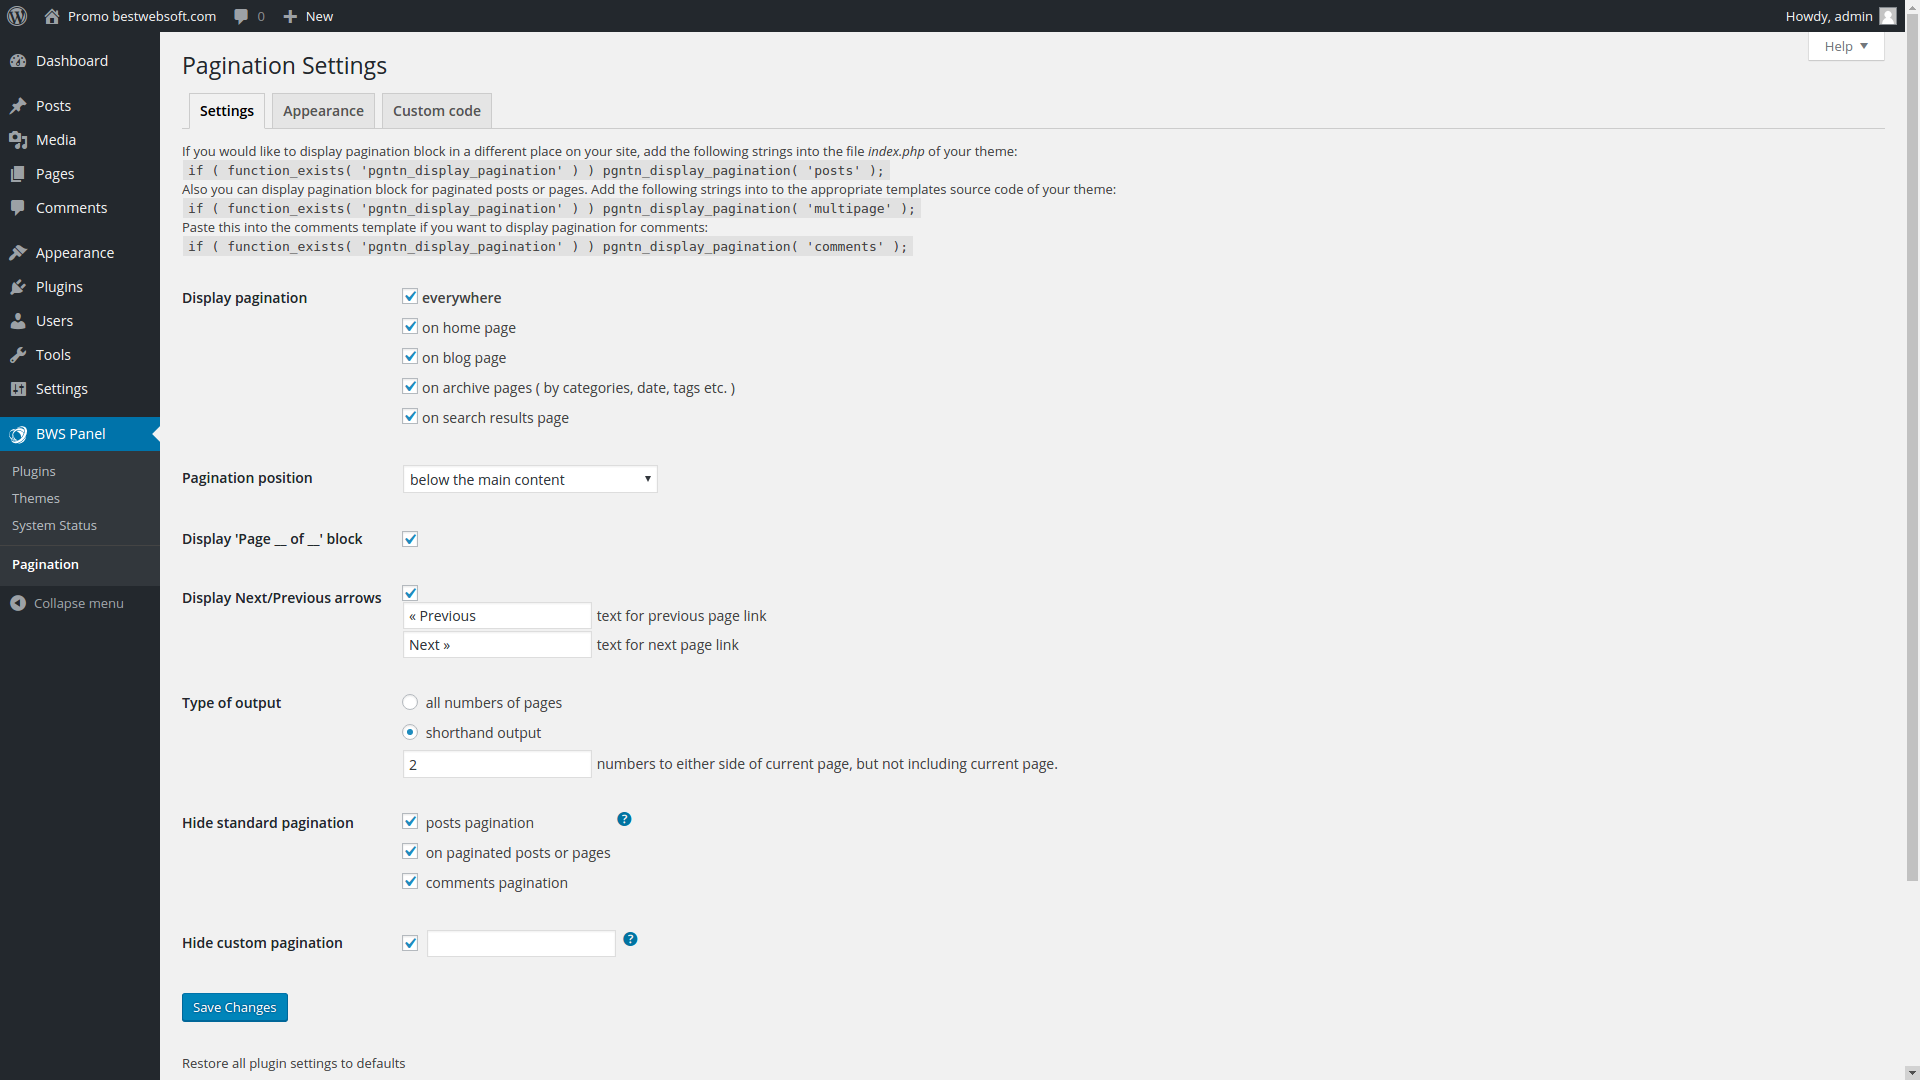 Promo bestwebsoft.com 0 New Howdy, admin
Help
Dashboard
Posts
Media
Pages
Comments
Appearance
Plugins
Users
Tools
Settings
BWS Panel
Plugins
Themes
System Status
Pagination
Collapse menu
Pagination Settings
Settings Appearance Custom code
If you would like to display pagination block in a different place on your site, add the following strings into the file index.php of your theme:
if ( function_exists( 'pgntn_display_pagination' ) ) pgntn_display_pagination( 'posts' );
Also you can display pagination block for paginated posts or pages. Add the following strings into to the appropriate templates source code of your theme:
if ( function_exists( 'pgntn_display_pagination' ) ) pgntn_display_pagination( 'multipage' );
Paste this into the comments template if you want to display pagination for comments:
if ( function_exists( 'pgntn_display_pagination' ) ) pgntn_display_pagination( 'comments' );
Display pagination everywhere
on home page
on blog page
on archive pages ( by categories, date, tags etc. )
on search results page
Pagination position below the main content
Display 'Page __ of __' block
Display Next/Previous arrows
« Previous text for previous page link
Next » text for next page link
Type of output all numbers of pages
shorthand output
2 numbers to either side of current page, but not including current page.
Hide standard pagination posts pagination ?
on paginated posts or pages
comments pagination
Hide custom pagination ?
Save Changes
Restore all plugin settings to defaults